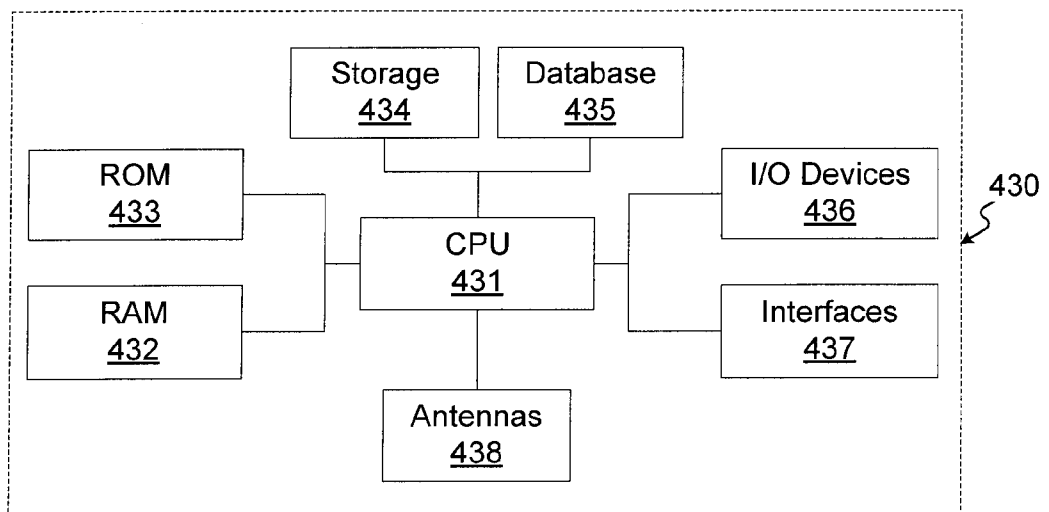 Storage
434
Database
435
ROM
433
I/O Devices
436
430
CPU
431
RAM
432
Interfaces
437
Antennas
438